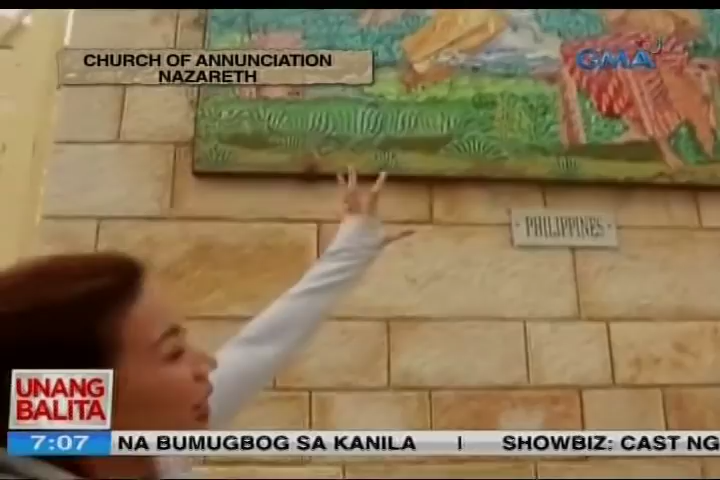 CHURCH OF ANNUNCIATION
NAZARETH
GMA
PHILIPPINES
UNANG
BALITA
7:07 NA BUMUGBOG SA KANILA | SHOWBIZ: CAST NG